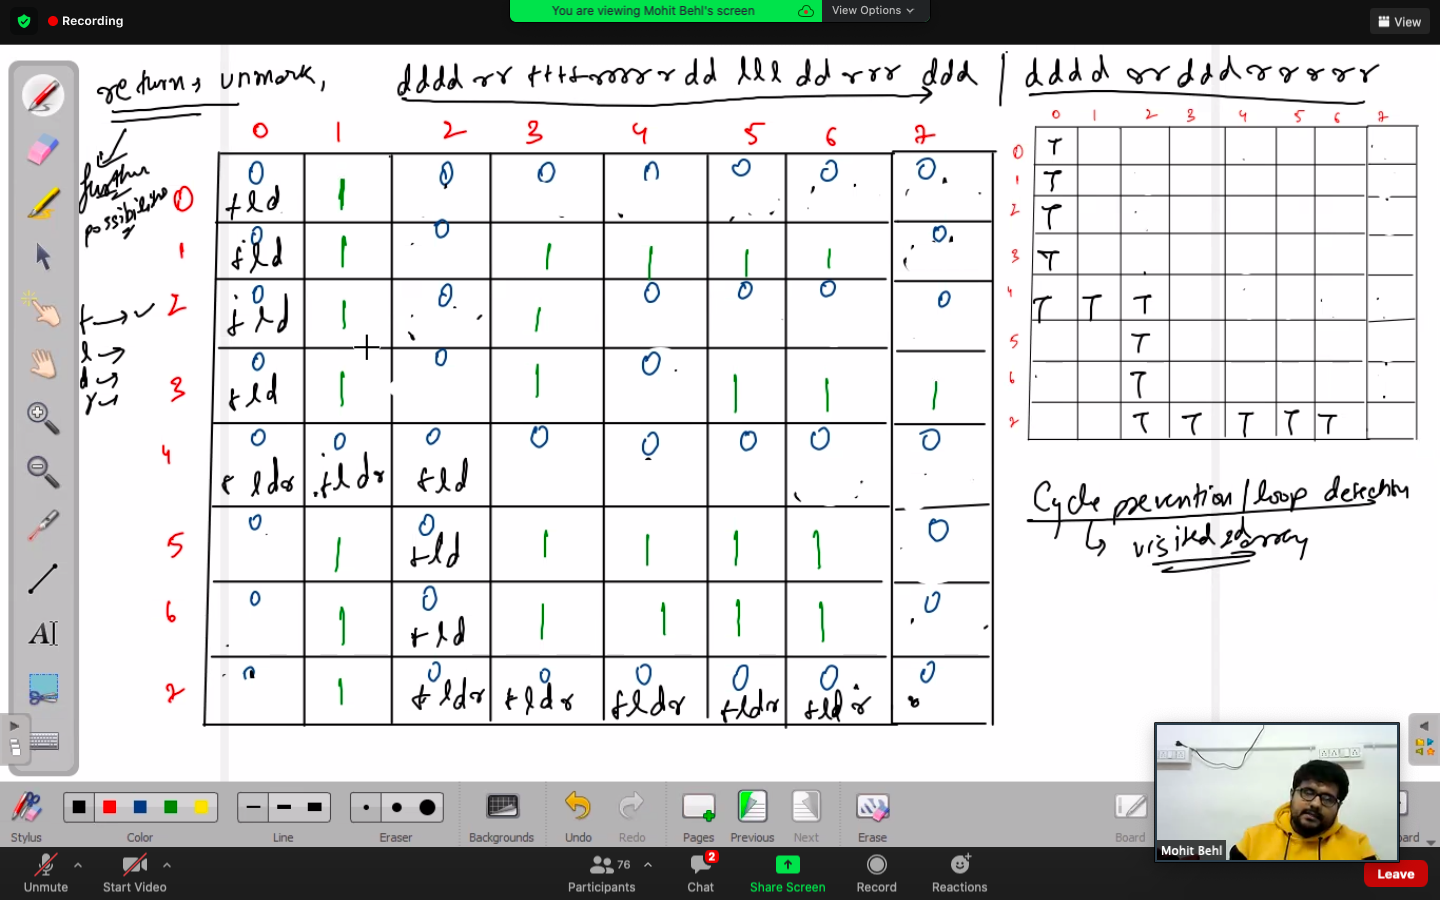 Recording
You are viewing Mohit Behl's screen
View Options
View
return, unmark,
dddd rr tttt rrrr r dd lll dd rrr ddd | dddd rr ddd r r r r r
further
possibilities
t →
l →
d →
r →
0 1 2 3 4 5 6 7
0 0 1 0 0 0 0 0 0
tld
1 0 1 0 1 1 1 1 0
tld
2 0 1 0 1 0 0 0 0
tld
3 0 1 0 1 0 1 1 1
tld
4 0 0 0 0 0 0 0 0
tldr tldr tld
5 0 1 0 1 1 1 1 0
tld
6 0 1 0 1 1 1 1 0
tld
7 0 1 0 0 0 0 0 0
tldr tldr tldr tldr tldr
0 1 2 3 4 5 6 7
0 T
1 T
2 T
3 T
4 T T T
5 T
6 T
7 T T T T T
Cycle prevention/loop detection
visited 2d array
Stylus
Color
Line
Eraser
Backgrounds
Undo
Redo
Pages
Previous
Next
Erase
Board
Mohit Behl
Unmute
Start Video
76
Participants
2
Chat
Share Screen
Record
Reactions
Leave